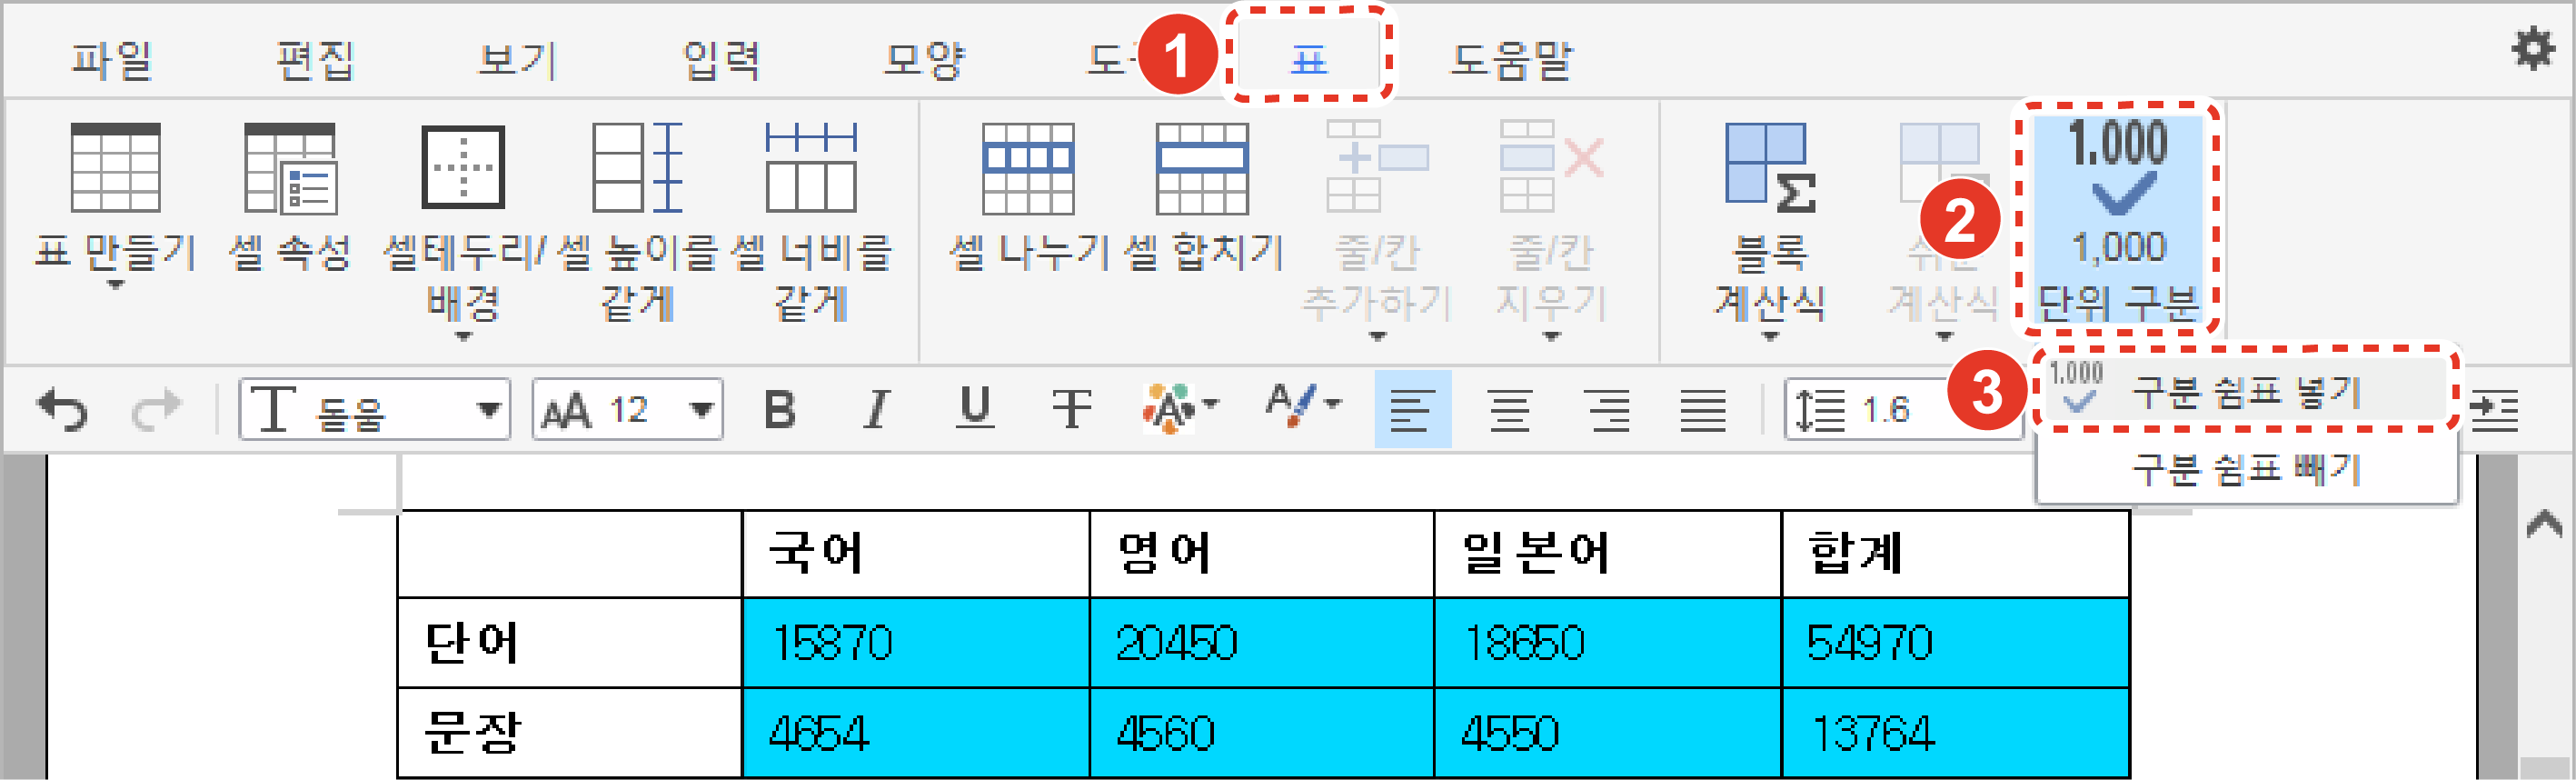 파일 편집 보기 입력 모양 1 표 도움말
1.000
표 만들기 셀 속성 셀테두리/ 셀 높이를 셀 너비를 셀 나누기 셀 합치기 줄/칸 줄/칸 블록 2 1,000
배경 같게 같게 추가하기 지우기 계산식 계산식 단위 구분
돋움 12 B I U T A A 1.6 3 1.000 구분 쉼표 넣기
구분 쉼표 빼기
국어 영어 일본어 합계
단어 15870 20450 18650 54970
문장 4654 4560 4550 13764